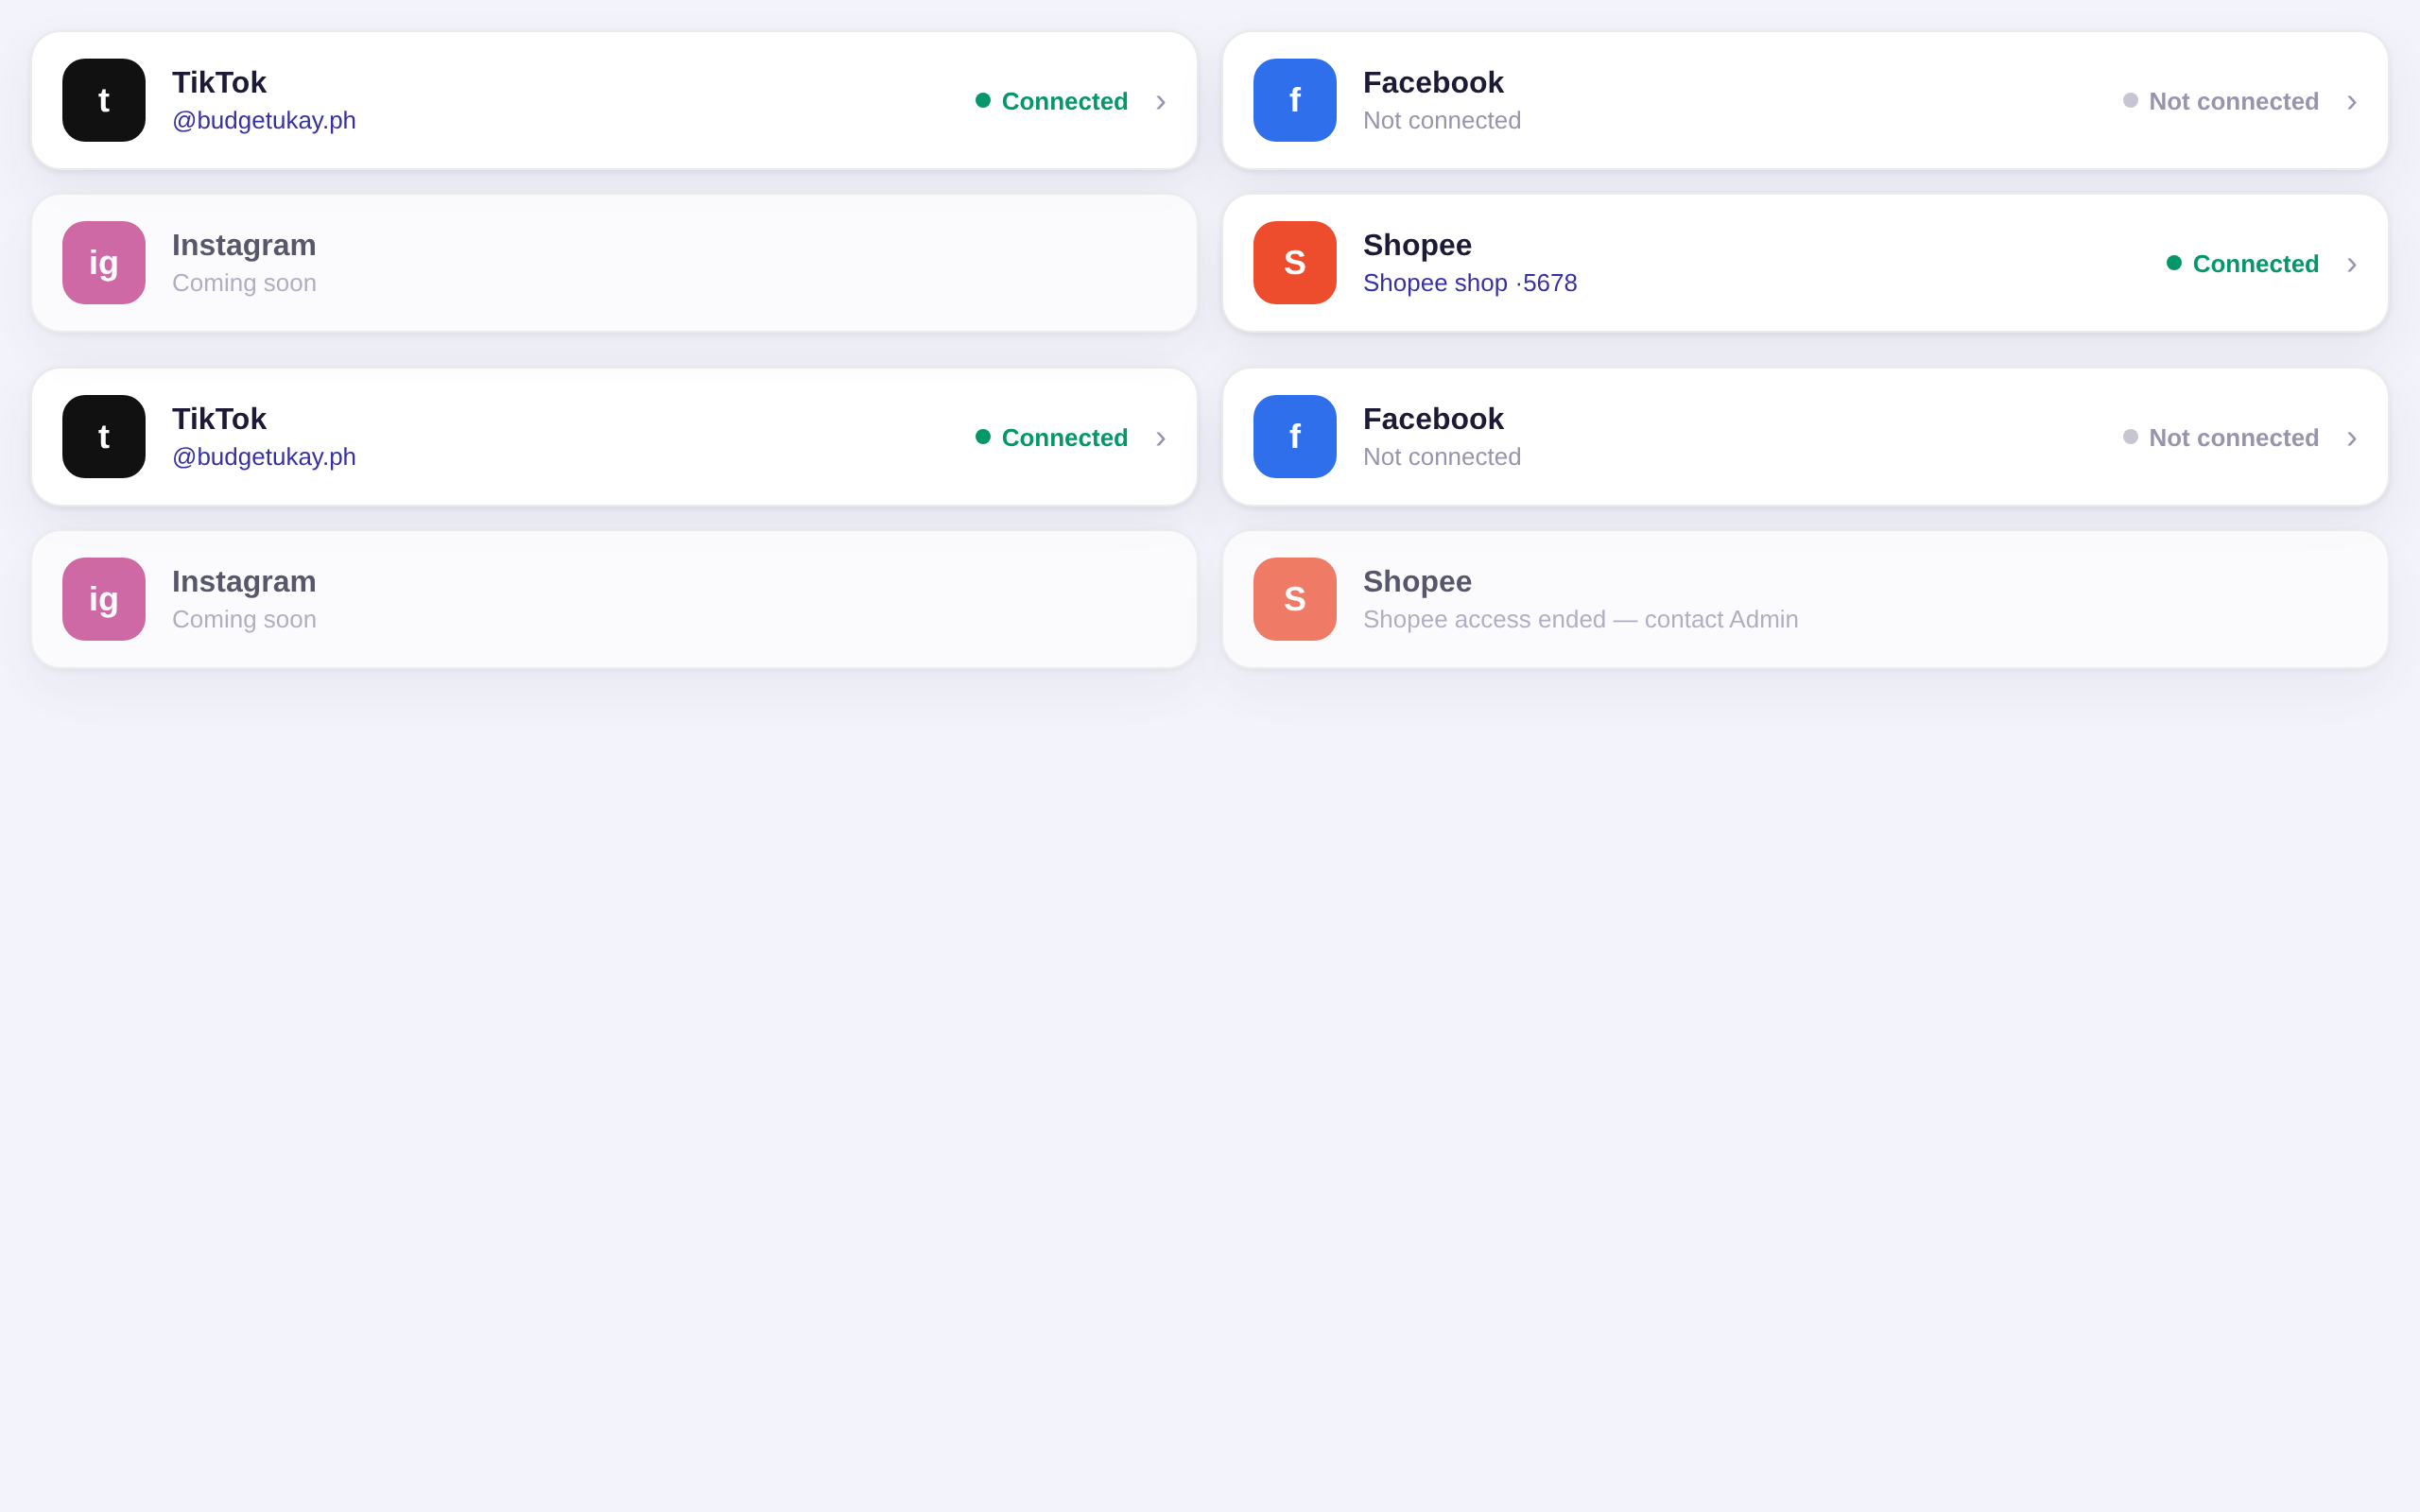 t
TikTok
@budgetukay.ph
Connected
›
f
Facebook
Not connected
Not connected
›
ig
Instagram
Coming soon
S
Shopee
Shopee shop ·5678
Connected
›
t
TikTok
@budgetukay.ph
Connected
›
f
Facebook
Not connected
Not connected
›
ig
Instagram
Coming soon
S
Shopee
Shopee access ended — contact Admin